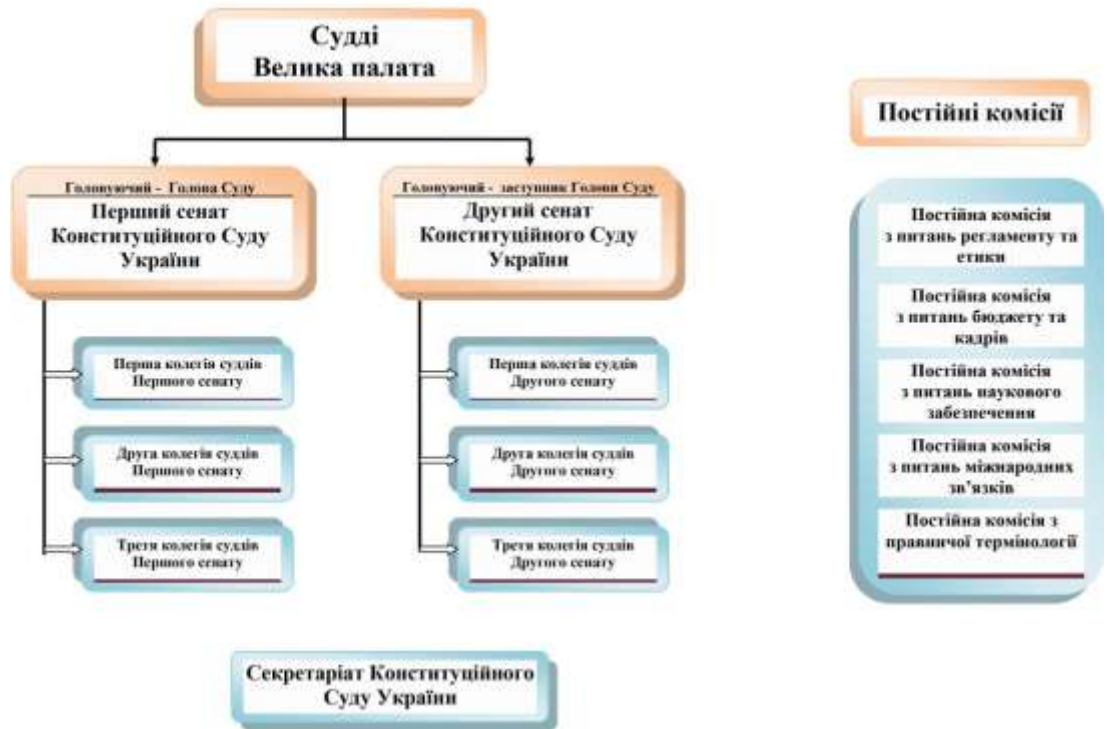 Судді
Велика палата
Постійні комісії
Головуючий - Голова Суду
Перший сенат
Конституційного Суду
України
Головуючий - заступник Голови Суду
Другий сенат
Конституційного Суду
України
Перша колегія суддів
Першого сенату
Друга колегія суддів
Першого сенату
Третя колегія суддів
Першого сенату
Перша колегія суддів
Другого сенату
Друга колегія суддів
Другого сенату
Третя колегія суддів
Другого сенату
Постійна комісія
з питань регламенту та
етики
Постійна комісія
з питань бюджету та
кадрів
Постійна комісія
з питань наукового
забезпечення
Постійна комісія
з питань міжнародних
зв’язків
Постійна комісія з
правничої термінології
Секретаріат Конституційного
Суду України